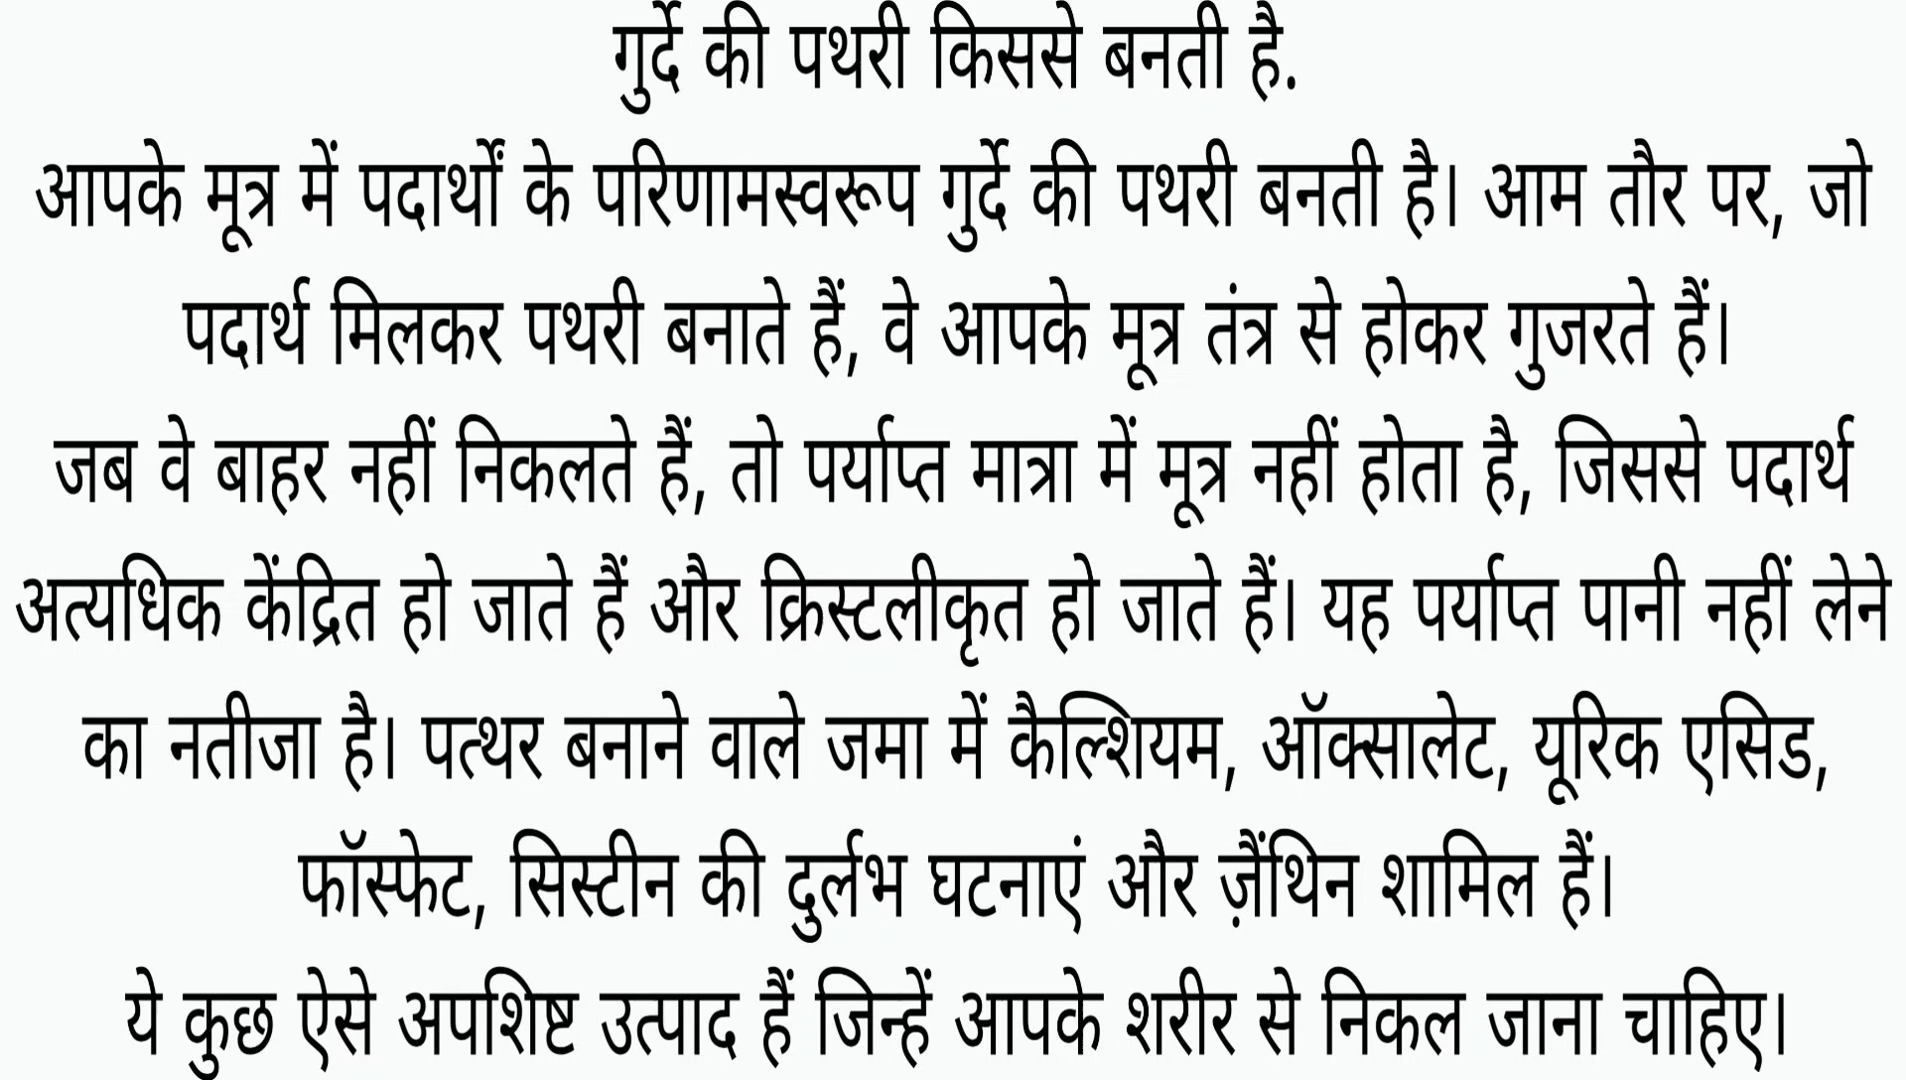 गुर्दे की पथरी किससे बनती है.
आपके मूत्र में पदार्थों के परिणामस्वरूप गुर्दे की पथरी बनती है। आम तौर पर, जो
पदार्थ मिलकर पथरी बनाते हैं, वे आपके मूत्र तंत्र से होकर गुजरते हैं।
जब वे बाहर नहीं निकलते हैं, तो पर्याप्त मात्रा में मूत्र नहीं होता है, जिससे पदार्थ
अत्यधिक केंद्रित हो जाते हैं और क्रिस्टलीकृत हो जाते हैं। यह पर्याप्त पानी नहीं लेने
का नतीजा है। पत्थर बनाने वाले जमा में कैल्शियम, ऑक्सालेट, यूरिक एसिड,
फॉस्फेट, सिस्टीन की दुर्लभ घटनाएं और ज़ैंथिन शामिल हैं।
ये कुछ ऐसे अपशिष्ट उत्पाद हैं जिन्हें आपके शरीर से निकल जाना चाहिए।